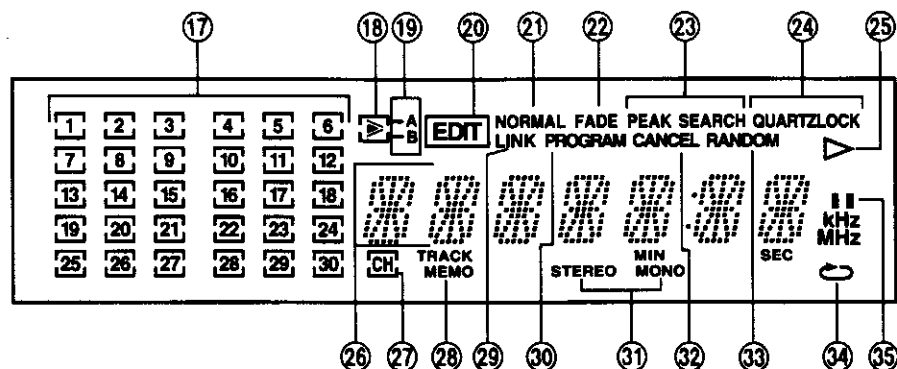 17 18 19 20 21 22 23 24 25
1 2 3 4 5 6 A EDIT NORMAL FADE PEAK SEARCH QUARTZLOCK
B LINK PROGRAM CANCEL RANDOM
7 8 9 10 11 12
13 14 15 16 17 18
19 20 21 22 23 24 kHz
MHz
25 26 27 28 29 30 CH TRACK MIN SEC
MEMO STEREO MONO
26 27 28 29 30 31 32 33 34 35